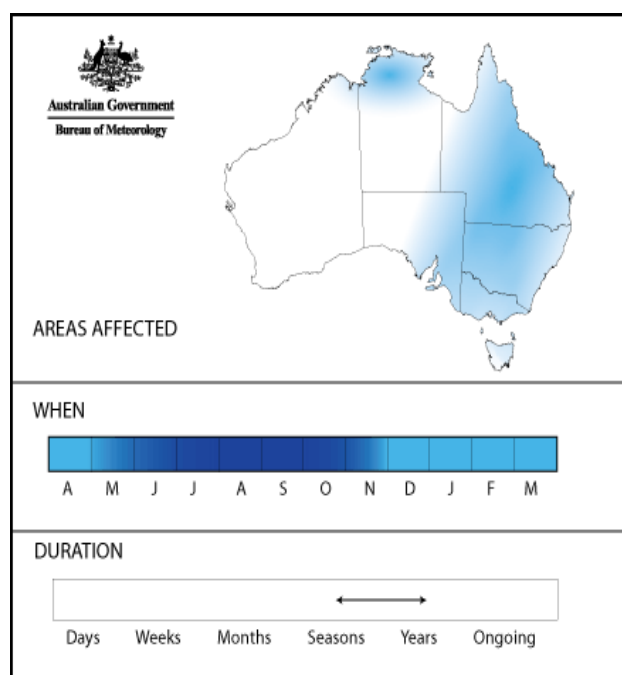 Australian Government
Bureau of Meteorology
AREAS AFFECTED
WHEN
A M J J A S O N D J F M
DURATION
Days Weeks Months Seasons Years Ongoing